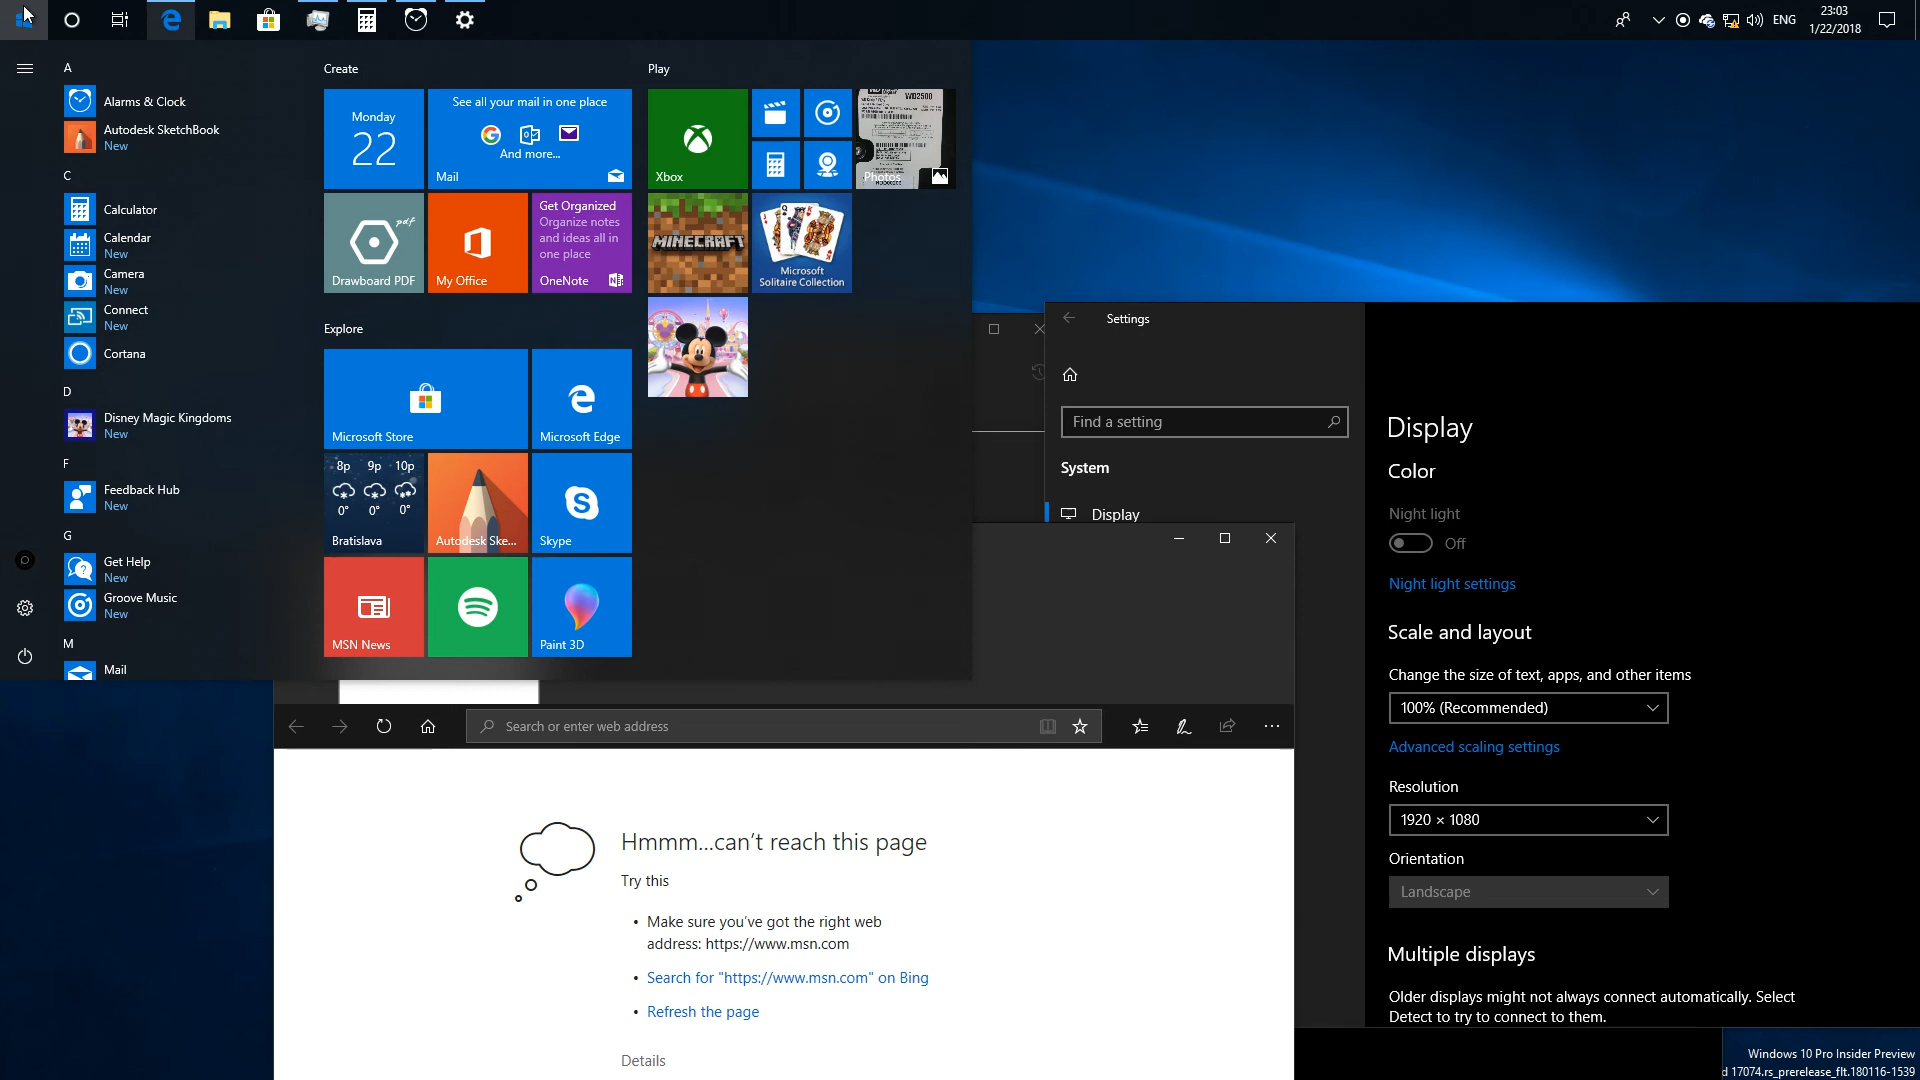 ENG
23:03
1/22/2018
A
Alarms & Clock
Autodesk SketchBook
New
C
Calculator
Calendar
New
Camera
New
Connect
New
Cortana
D
Disney Magic Kingdoms
New
F
Feedback Hub
New
G
Get Help
New
Groove Music
New
M
Mail
Create
Monday
22
See all your mail in one place
And more...
Mail
pdf
Drawboard PDF
My Office
Get Organized
Organize notes
and ideas all in
one place
OneNote
Explore
Microsoft Store
Microsoft Edge
8p 9p 10p
0° 0° 0°
Bratislava
Autodesk Ske...
Skype
MSN News
Paint 3D
Play
Xbox
WD2500
Photos
MINECRAFT
Microsoft
Solitaire Collection
Settings
Find a setting
System
Display
Display
Color
Night light
Off
Night light settings
Scale and layout
Change the size of text, apps, and other items
100% (Recommended)
Advanced scaling settings
Resolution
1920 × 1080
Orientation
Landscape
Multiple displays
Older displays might not always connect automatically. Select
Detect to try to connect to them.
Search or enter web address
Hmmm...can't reach this page
Try this
• Make sure you've got the right web
address: https://www.msn.com
• Search for "https://www.msn.com" on Bing
• Refresh the page
Details
Windows 10 Pro Insider Preview
d 17074.rs_prerelease_flt.180116-1539